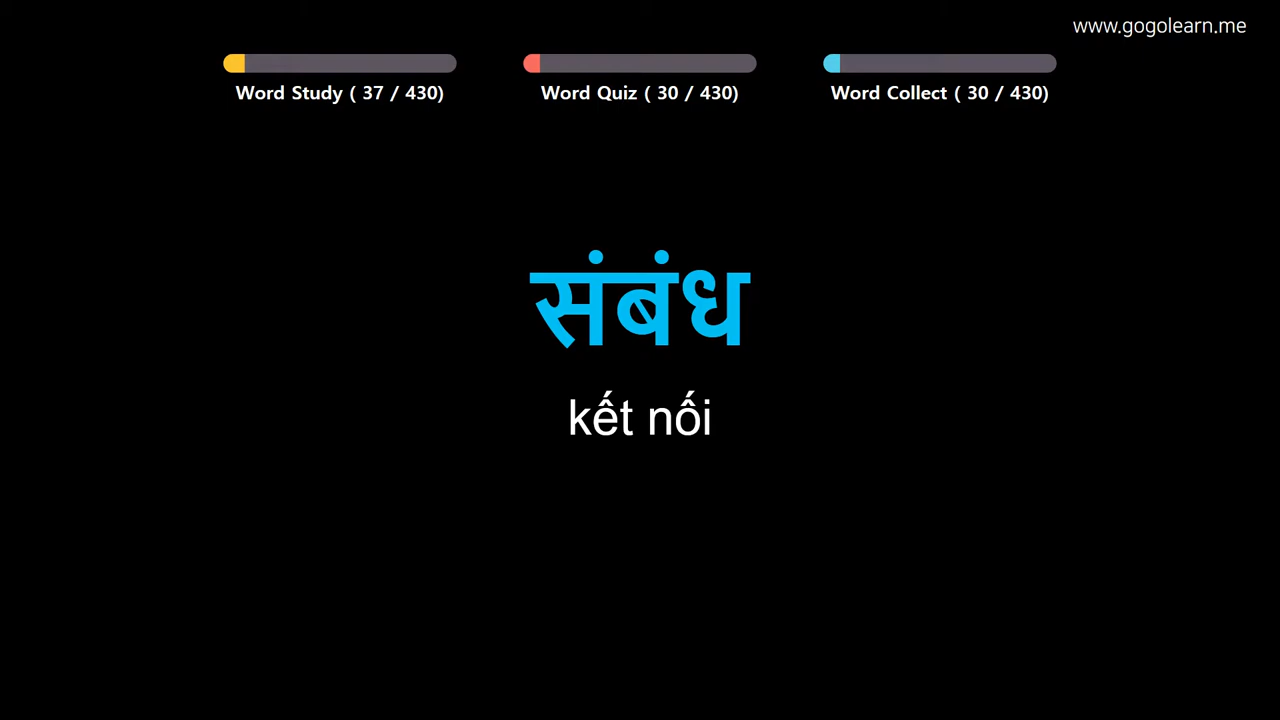 www.gogolearn.me
Word Study ( 37 / 430)
Word Quiz ( 30 / 430)
Word Collect ( 30 / 430)
संबंध
kết nối